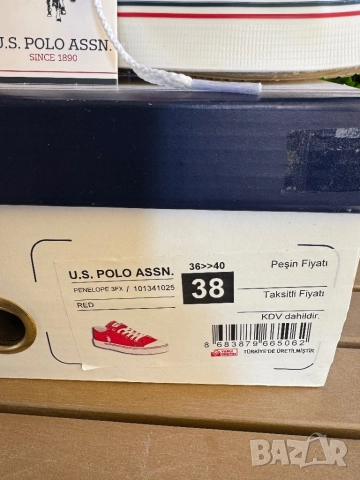 U.S. POLO ASSN.
SINCE 1890
U.S. POLO ASSN.
PENELOPE 3FX / 101341025
RED
36>>40
38
Peşin Fiyatı
Taksitli Fiyatı
KDV dahildir.
8 683879 665062
TÜRKİYE'DE ÜRETİLMİŞTİR
BAZAR
bg